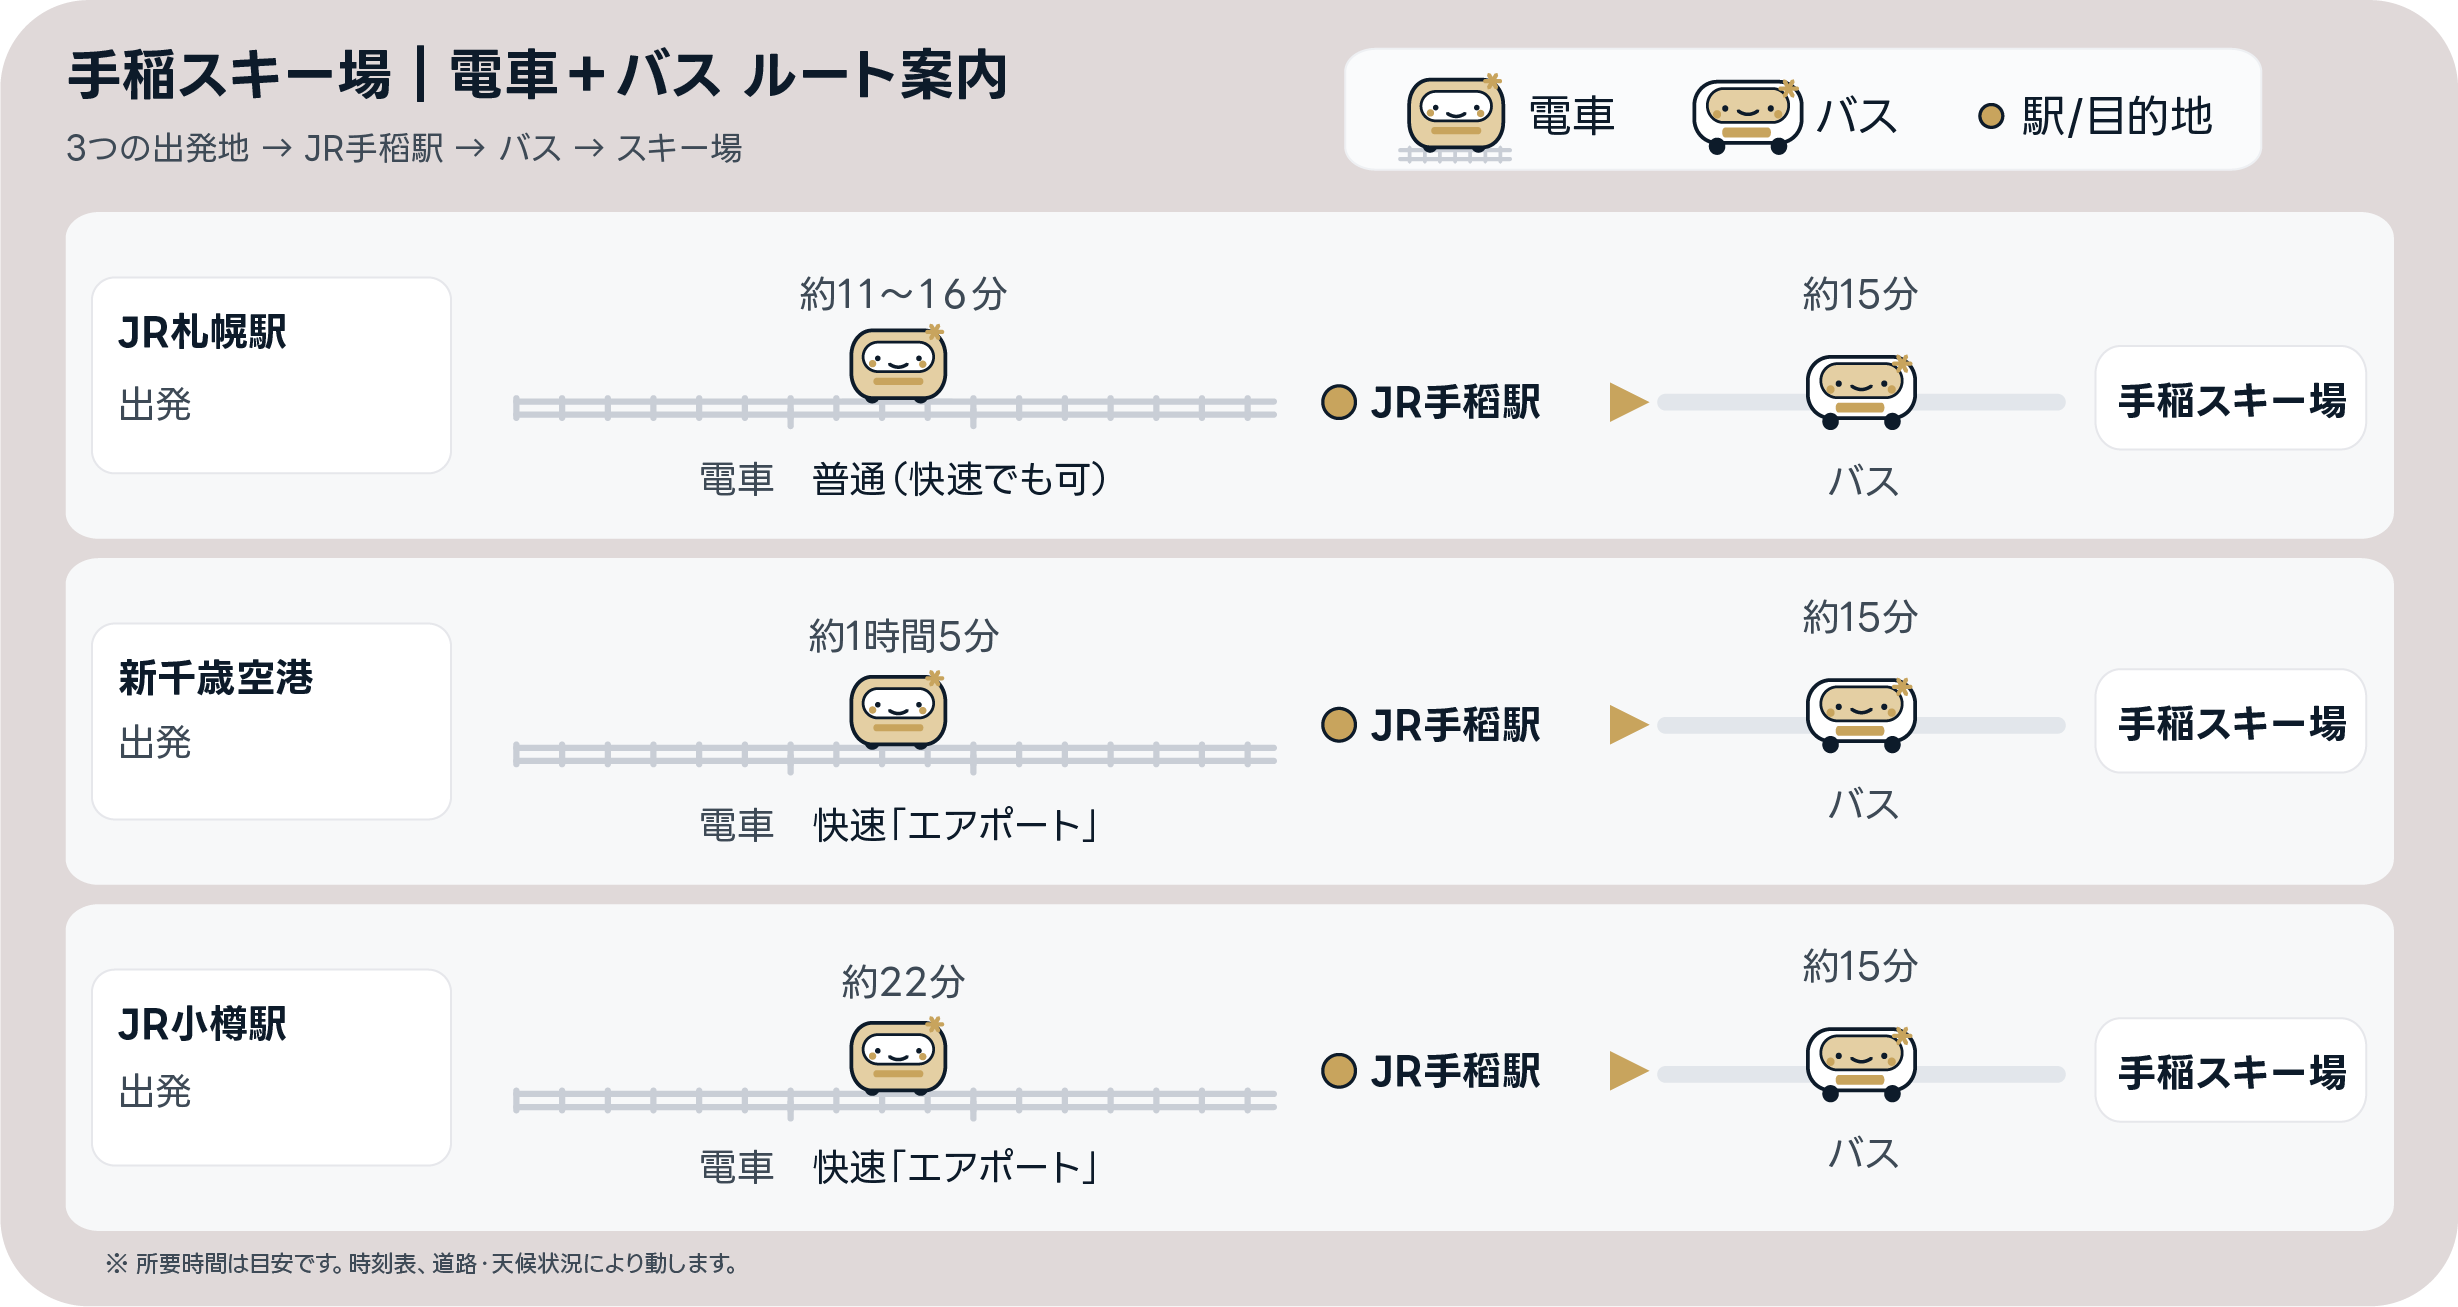 手稲スキー場｜電車＋バス ルート案内
3つの出発地 → JR手稲駅 → バス → スキー場
電車
バス
駅/目的地
JR札幌駅
出発
約11～16分
電車　普通（快速でも可）
JR手稲駅
約15分
バス
手稲スキー場
新千歳空港
出発
約1時間5分
電車　快速「エアポート」
JR手稲駅
約15分
バス
手稲スキー場
JR小樽駅
出発
約22分
電車　快速「エアポート」
JR手稲駅
約15分
バス
手稲スキー場
※ 所要時間は目安です。時刻表、道路·天候状況により動します。